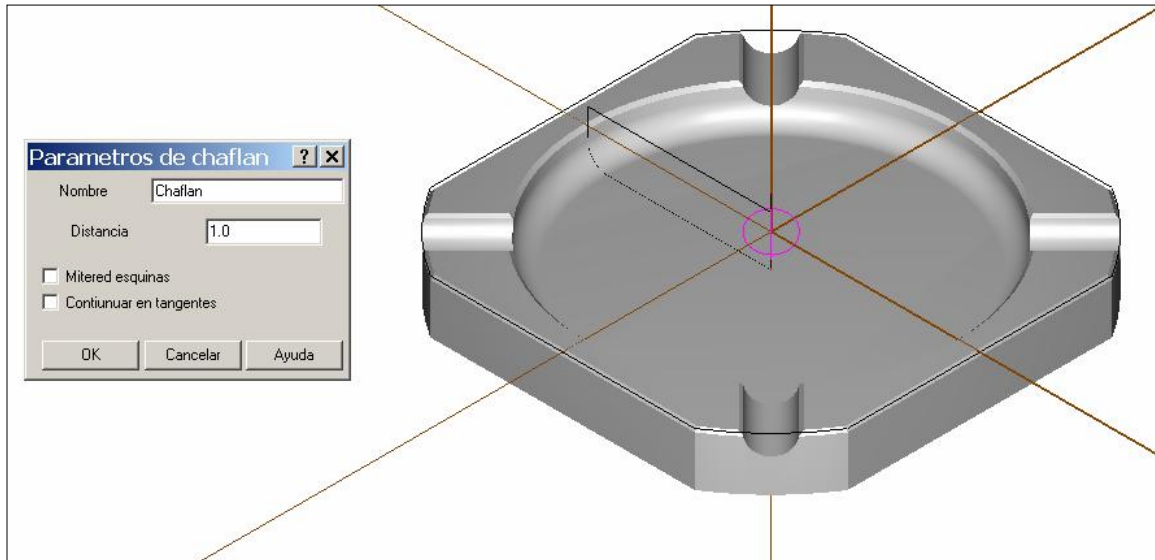 Parametros de chaflan ? X
Nombre Chaflan
Distancia 1.0
Mitered esquinas
Contiunuar en tangentes
OK Cancelar Ayuda